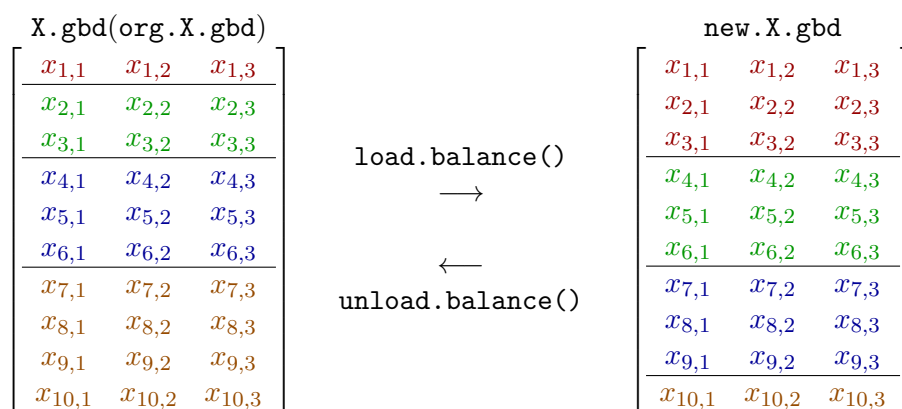 X.gbd(org.X.gbd)
x1,1 x1,2 x1,3
x2,1 x2,2 x2,3
x3,1 x3,2 x3,3
x4,1 x4,2 x4,3
x5,1 x5,2 x5,3
x6,1 x6,2 x6,3
x7,1 x7,2 x7,3
x8,1 x8,2 x8,3
x9,1 x9,2 x9,3
x10,1 x10,2 x10,3
load.balance()
⟶
⟵
unload.balance()
new.X.gbd
x1,1 x1,2 x1,3
x2,1 x2,2 x2,3
x3,1 x3,2 x3,3
x4,1 x4,2 x4,3
x5,1 x5,2 x5,3
x6,1 x6,2 x6,3
x7,1 x7,2 x7,3
x8,1 x8,2 x8,3
x9,1 x9,2 x9,3
x10,1 x10,2 x10,3